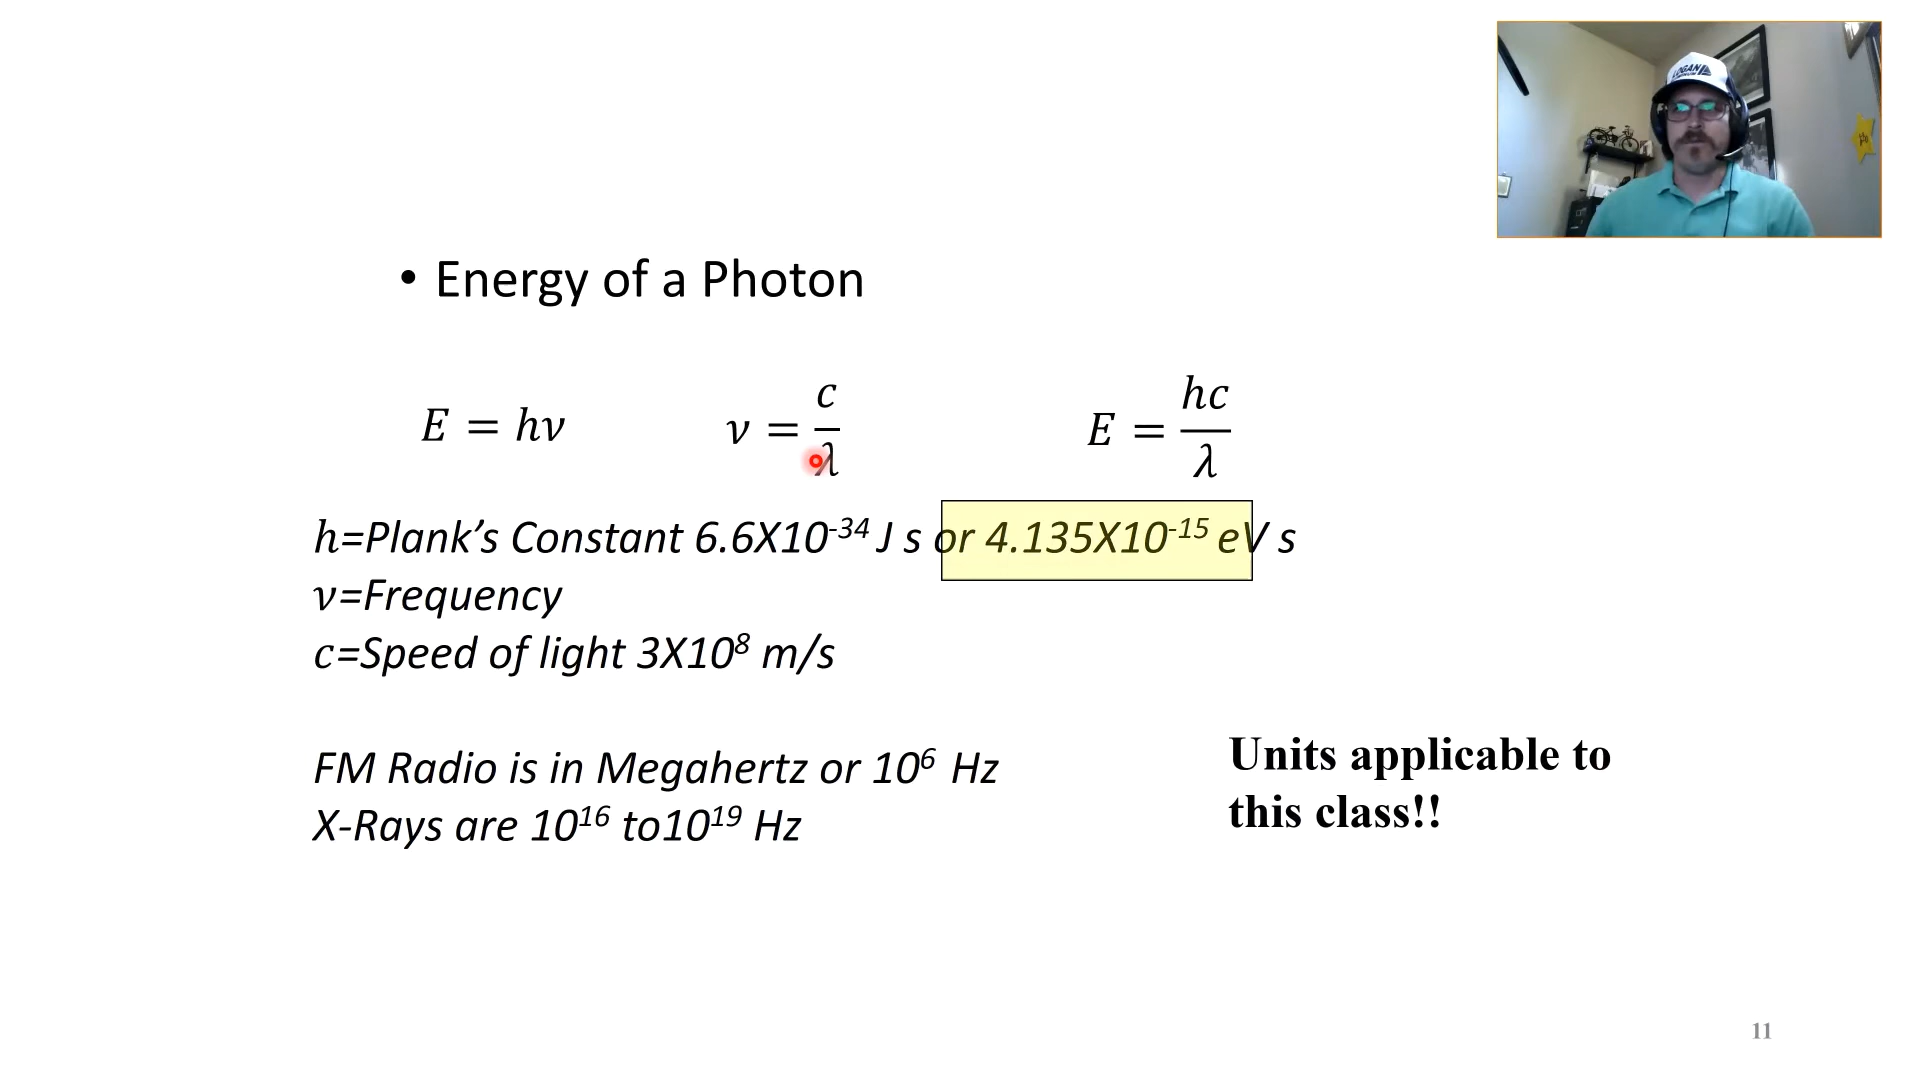 LOGAN
• Energy of a Photon
E = hν
ν = c/λ
E = hc/λ
h=Plank’s Constant 6.6X10⁻³⁴ J s or 4.135X10⁻¹⁵ eV s
ν=Frequency
c=Speed of light 3X10⁸ m/s
FM Radio is in Megahertz or 10⁶ Hz
X-Rays are 10¹⁶ to10¹⁹ Hz
Units applicable to
this class!!
11